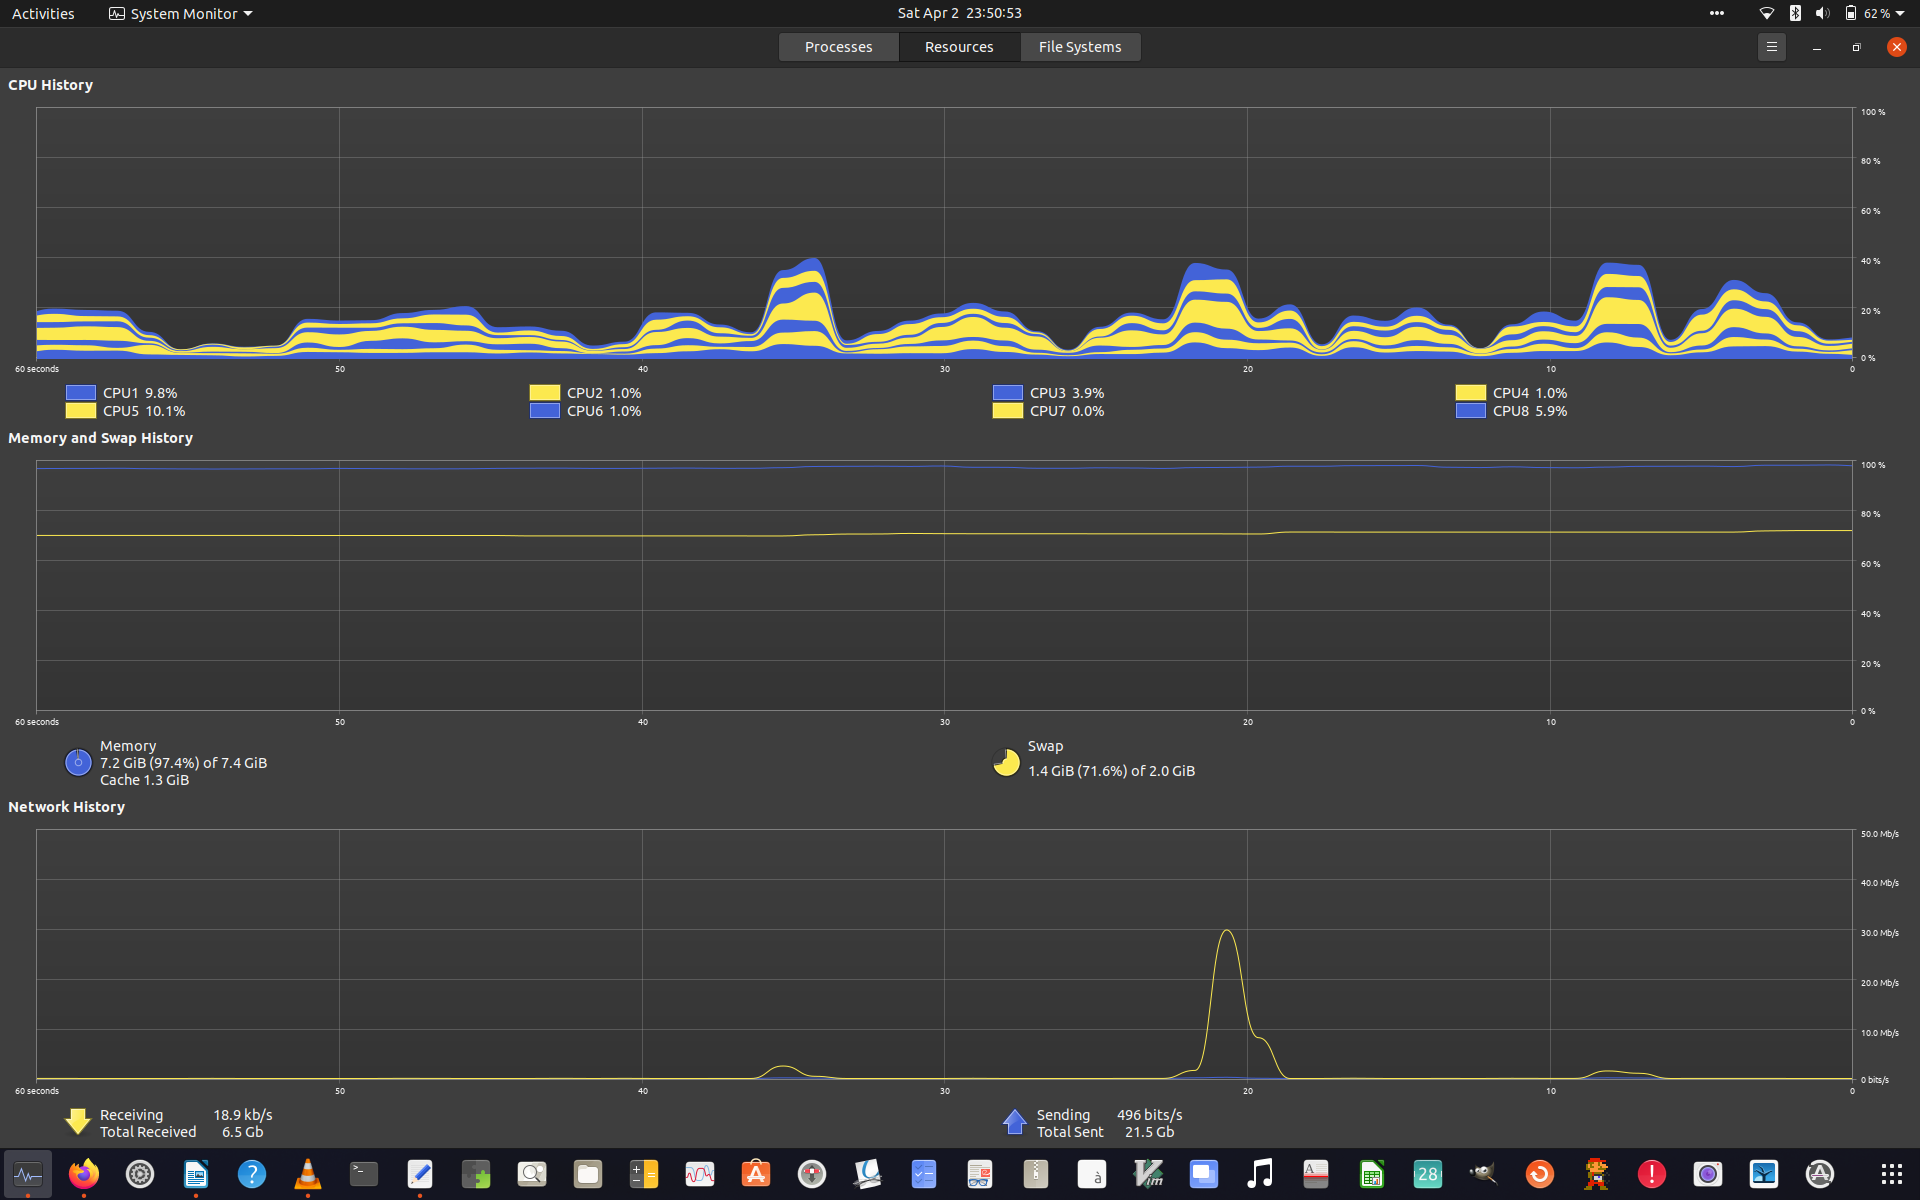 Activities System Monitor Sat Apr 2 23:50:53 62 %
Processes Resources File Systems
CPU History
100 %
80 %
60 %
40 %
20 %
0 %
60 seconds 50 40 30 20 10 0
CPU1 9.8% CPU2 1.0% CPU3 3.9% CPU4 1.0%
CPU5 10.1% CPU6 1.0% CPU7 0.0% CPU8 5.9%
Memory and Swap History
100 %
80 %
60 %
40 %
20 %
0 %
60 seconds 50 40 30 20 10 0
Memory
7.2 GiB (97.4%) of 7.4 GiB
Cache 1.3 GiB
Swap
1.4 GiB (71.6%) of 2.0 GiB
Network History
50.0 Mb/s
40.0 Mb/s
30.0 Mb/s
20.0 Mb/s
10.0 Mb/s
0 bits/s
60 seconds 50 40 30 20 10 0
Receiving 18.9 kb/s
Total Received 6.5 Gb
Sending 496 bits/s
Total Sent 21.5 Gb
? >_ à Vim A 28 !